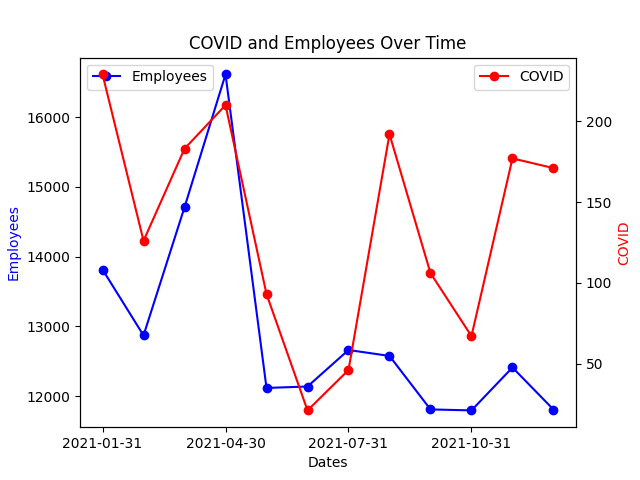 COVID and Employees Over Time
Employees
COVID
16000
15000
14000
13000
12000
Employees
200
150
100
50
COVID
2021-01-31
2021-04-30
2021-07-31
2021-10-31
Dates